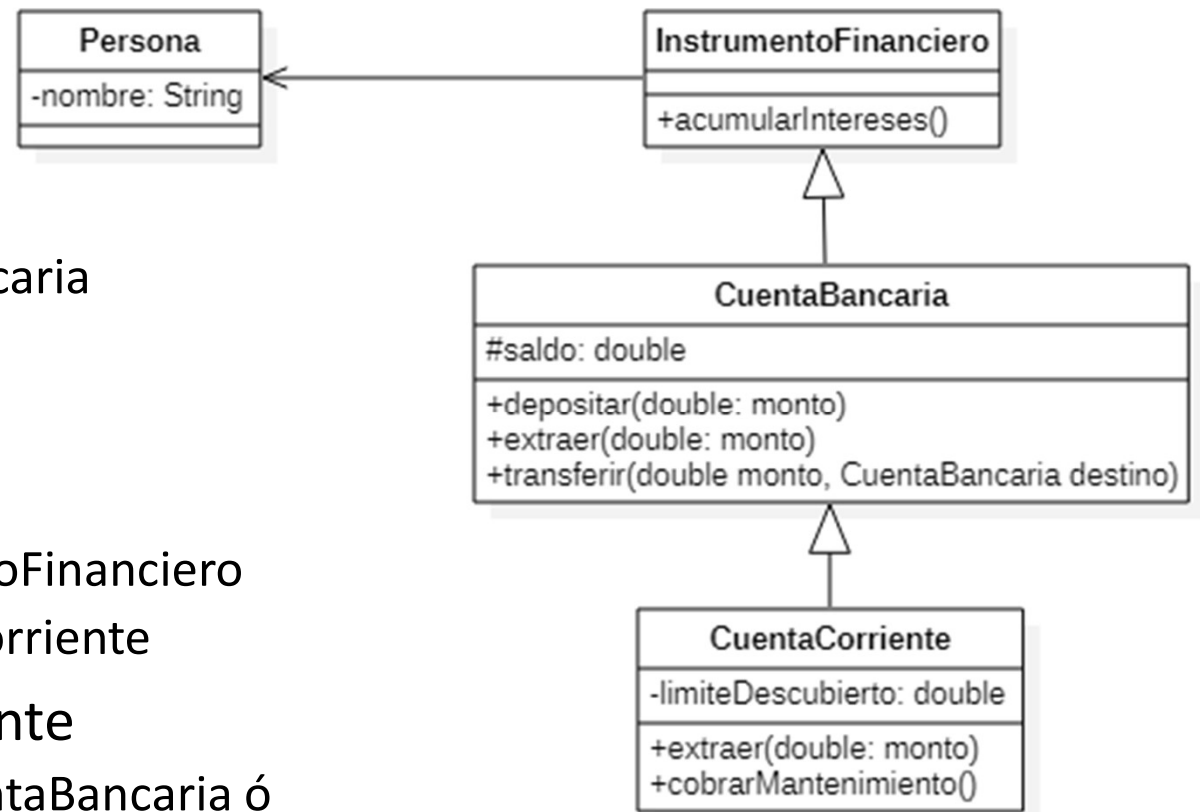 Persona
-nombre: String
InstrumentoFinanciero
+acumularIntereses()
caria
CuentaBancaria
#saldo: double
+depositar(double: monto)
+extraer(double: monto)
+transferir(double monto, CuentaBancaria destino)
oFinanciero
orriente
nte
ntaBancaria ó
CuentaCorriente
-limiteDescubierto: double
+extraer(double: monto)
+cobrarMantenimiento()